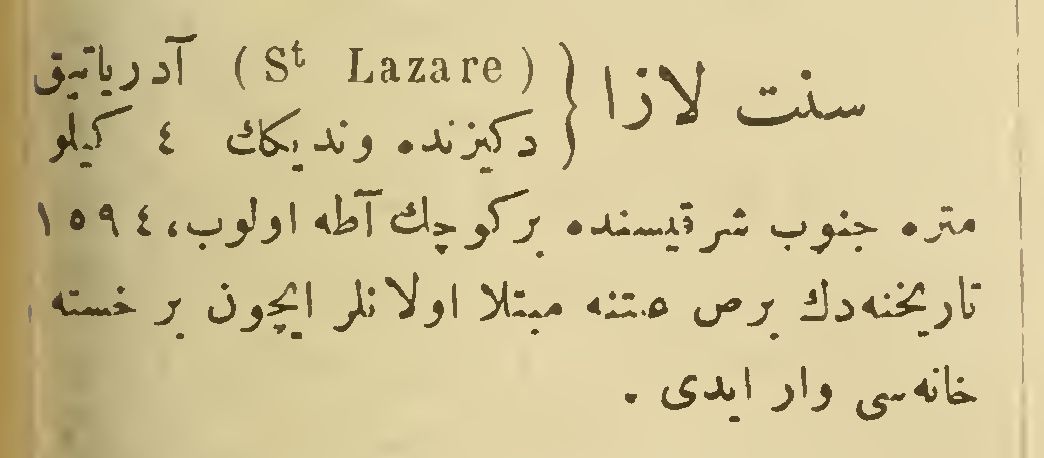 سنت لازا { (St Lazare) آدریاتیق
دكیزنده وندیكك ٤ كیلو
متره جنوب شرقیسنده بر كوچك آطه اولوب، ١٥٩٤
تاریخنه‌دك برص علتنه مبتلا اولانلر ایچون بر خسته
خانه‌سی وار ایدی .